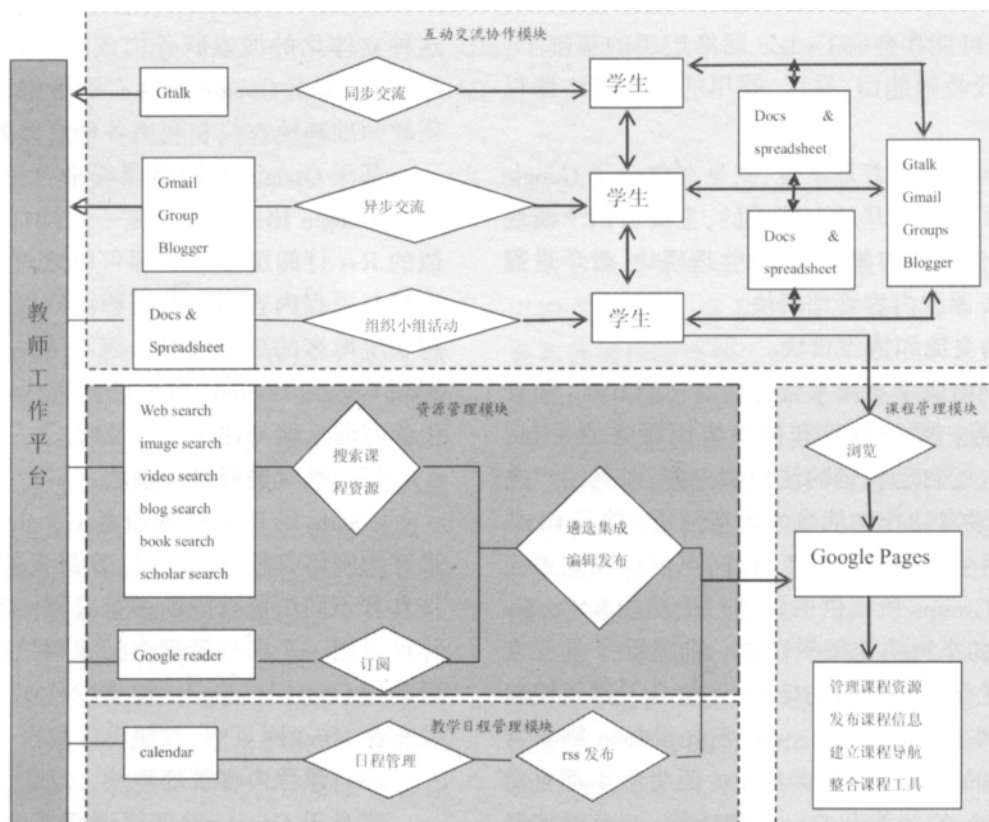 互动交流协作模块
教师工作平台
Gtalk
同步交流
学生
Docs &
spreadsheet
Gtalk
Gmail
Groups
Blogger
Gmail
Group
Blogger
异步交流
学生
Docs &
spreadsheet
Docs &
Spreadsheet
组织小组活动
学生
资源管理模块
Web search
image search
video search
blog search
book search
scholar search
搜索课
程资源
遴选集成
编辑发布
Google reader
订阅
教学日程管理模块
calendar
日程管理
rss 发布
课程管理模块
浏览
Google Pages
管理课程资源
发布课程信息
建立课程导航
整合课程工具